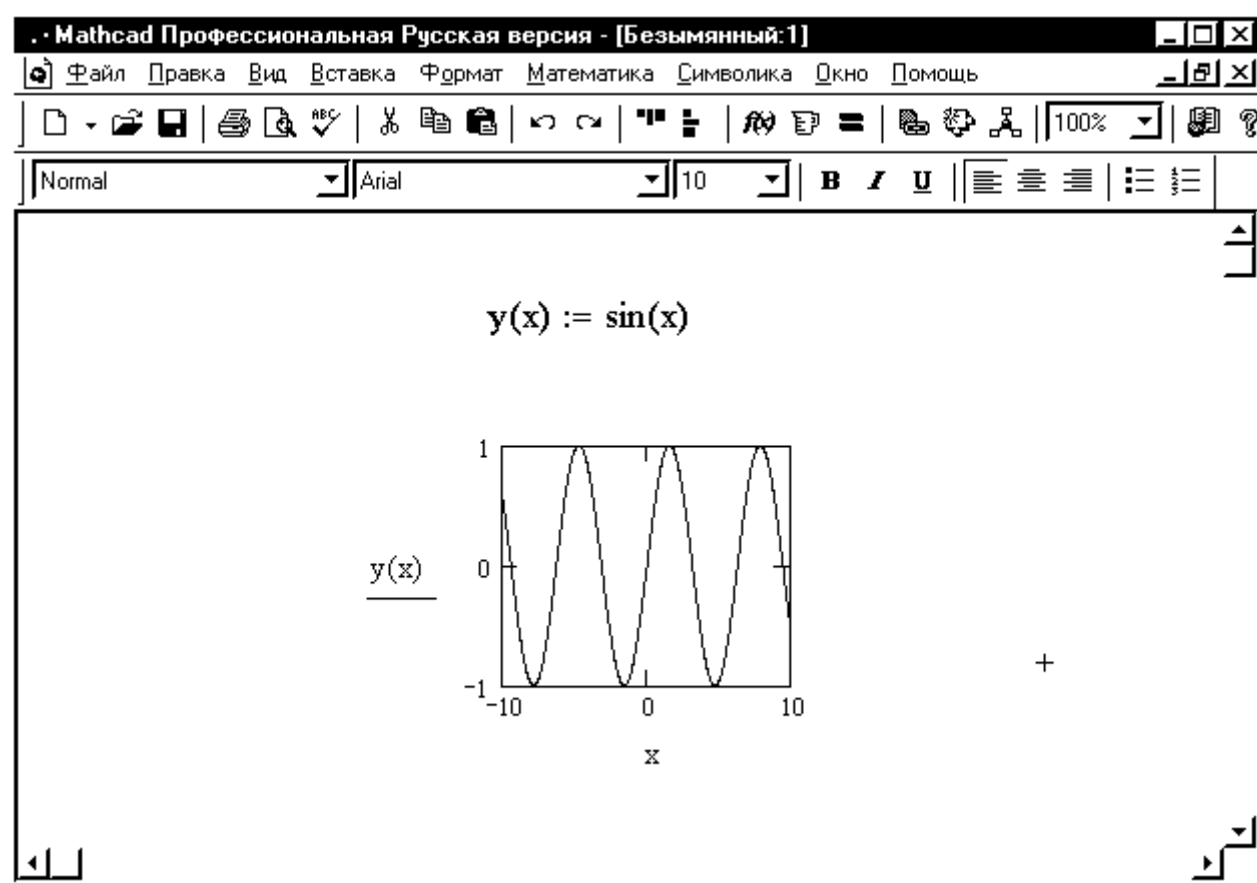 Mathcad Профессиональная Русская версия - [Безымянный:1]
Файл Правка Вид Вставка Формат Математика Символика Окно Помощь
ABC f(x) 100% ?
Normal Arial 10 B I U
y(x) := sin(x)
1
y(x) 0
-1
-10 0 10
x